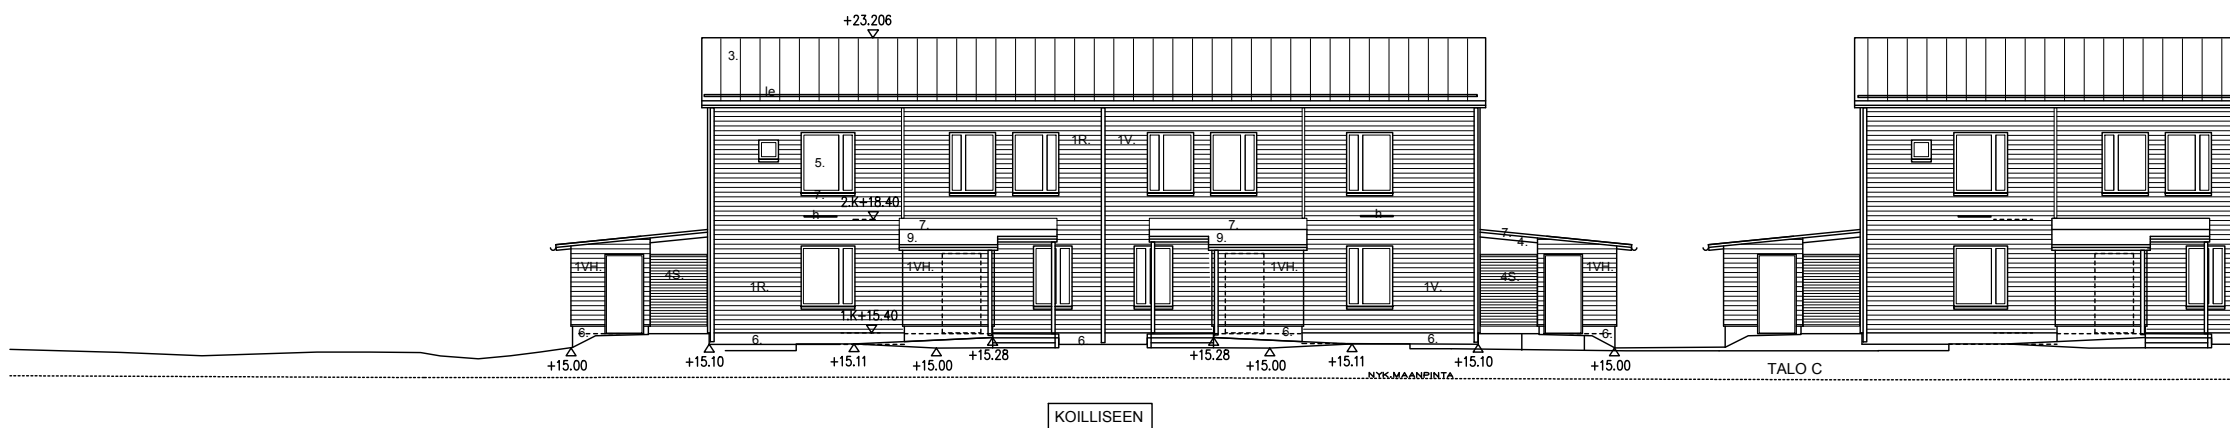 +23.206
3.
le
1R. 1V.
5.
7.
2.K+18.40
h h
7. 7.
9. 9.
7.
4.
1VH. 4S. 1VH. 1VH. 4S. 1VH.
1R. 1V.
1.K+15.40
6. 6. 6. 6. 6. 6.
+15.00 +15.10 +15.11 +15.00 +15.28 +15.28 +15.00 +15.11 +15.10 +15.00
NYK.MAANPINTA
TALO C
KOILLISEEN